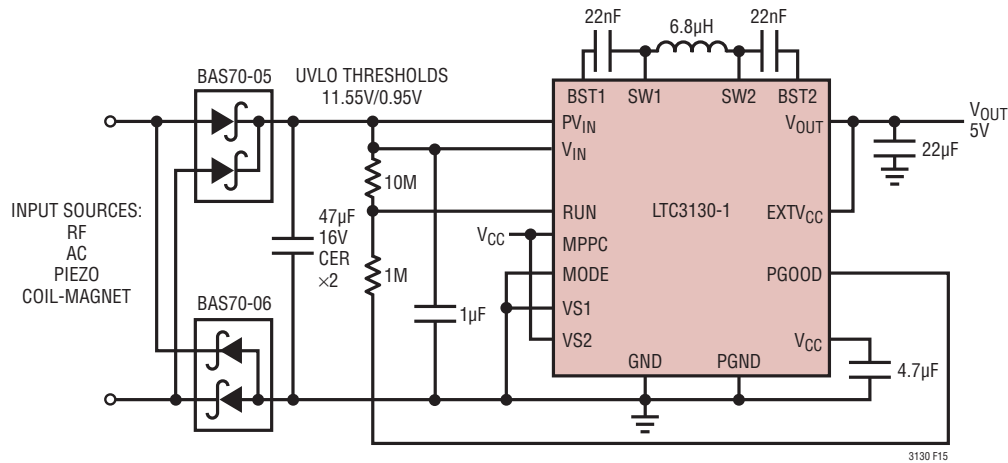 22nF
6.8µH
22nF
BAS70-05
UVLO THRESHOLDS
11.55V/0.95V
BST1
SW1
SW2
BST2
PVIN
VOUT
VOUT
5V
VIN
22µF
10M
INPUT SOURCES:
RF
AC
PIEZO
COIL-MAGNET
47µF
16V
CER
×2
RUN
LTC3130-1
EXTVCC
VCC
MPPC
1M
MODE
PGOOD
BAS70-06
1µF
VS1
VS2
VCC
GND
PGND
4.7µF
3130 F15